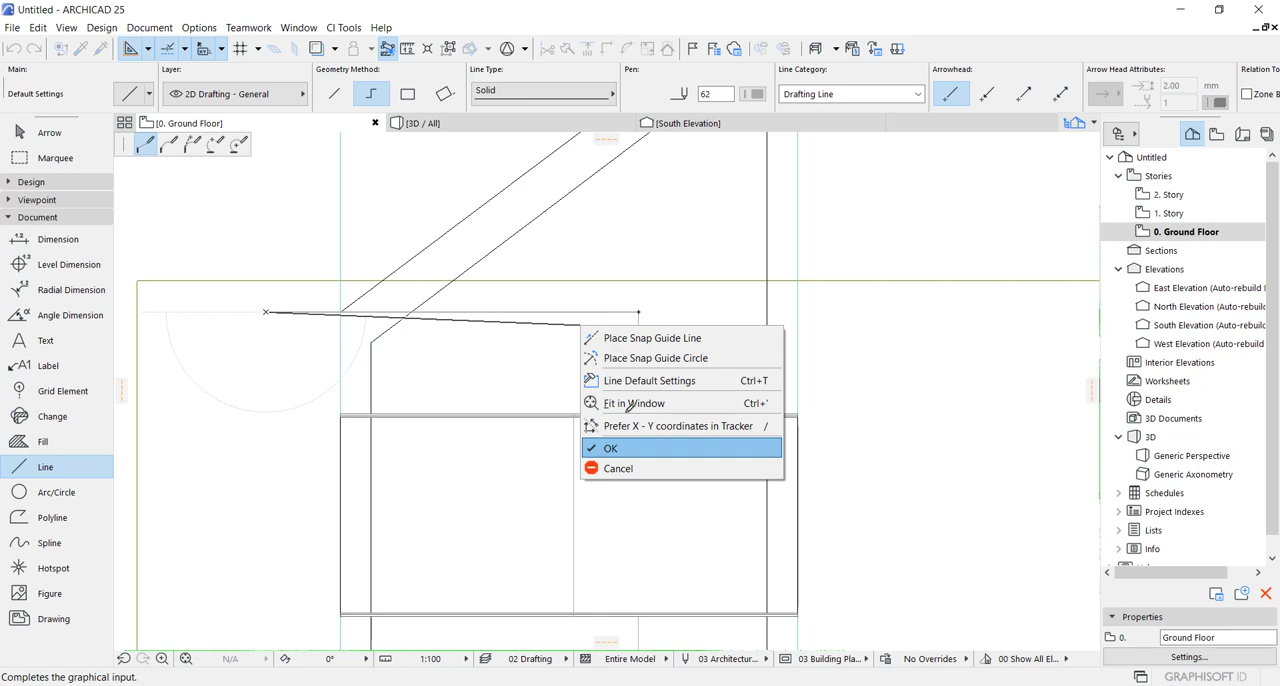 Untitled - ARCHICAD 25
File Edit View Design Document Options Teamwork Window CI Tools Help
Main:
Default Settings
Layer:
2D Drafting - General
Geometry Method:
Line Type:
Solid
Pen:
62
Line Category:
Drafting Line
Arrowhead:
Arrow Head Attributes:
2.00 mm
1
Relation To
Zone B
[0. Ground Floor]
[3D / All]
[South Elevation]
Arrow
Marquee
Design
Viewpoint
Document
Dimension
Level Dimension
Radial Dimension
Angle Dimension
Text
Label
Grid Element
Change
Fill
Line
Arc/Circle
Polyline
Spline
Hotspot
Figure
Drawing
Place Snap Guide Line
Place Snap Guide Circle
Line Default Settings Ctrl+T
Fit in Window Ctrl+'
Prefer X - Y coordinates in Tracker /
OK
Cancel
Untitled
Stories
2. Story
1. Story
0. Ground Floor
Sections
Elevations
East Elevation (Auto-rebuild
North Elevation (Auto-rebuild
South Elevation (Auto-rebuild
West Elevation (Auto-rebuild
Interior Elevations
Worksheets
Details
3D Documents
3D
Generic Perspective
Generic Axonometry
Schedules
Project Indexes
Lists
Info
Properties
0. Ground Floor
Settings...
N/A 0° 1:100 02 Drafting Entire Model 03 Architectur... 03 Building Pla... No Overrides 00 Show All El...
Completes the graphical input.
GRAPHISOFT ID